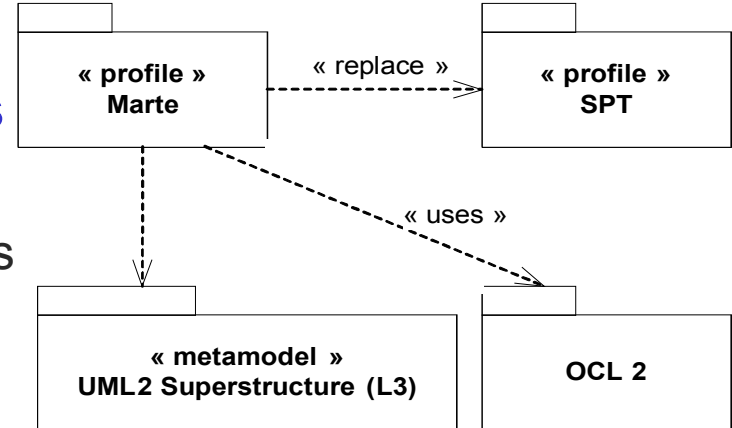 « profile »
Marte
« replace »
« profile »
SPT
s
« uses »
s
« metamodel »
UML2 Superstructure (L3)
OCL 2